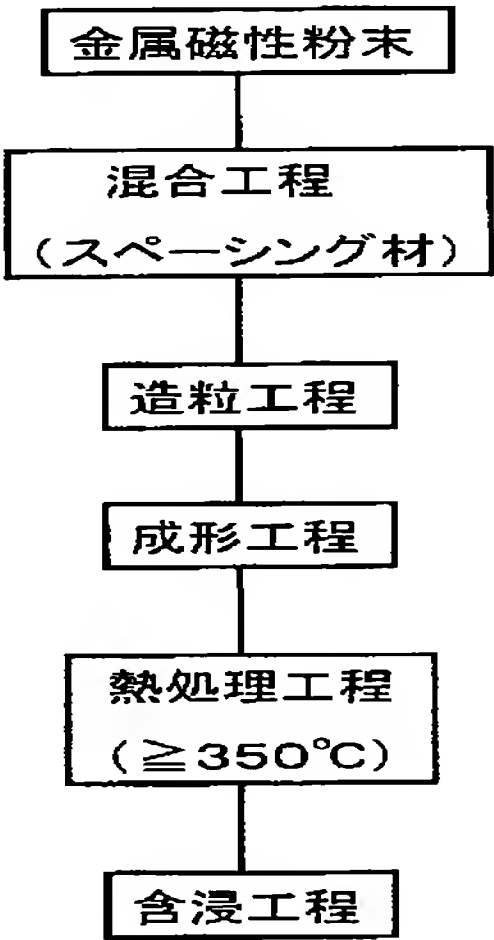 金属磁性粉末
混合工程
（スペーシング材）
造粒工程
成形工程
熱処理工程
（≧350℃）
含浸工程